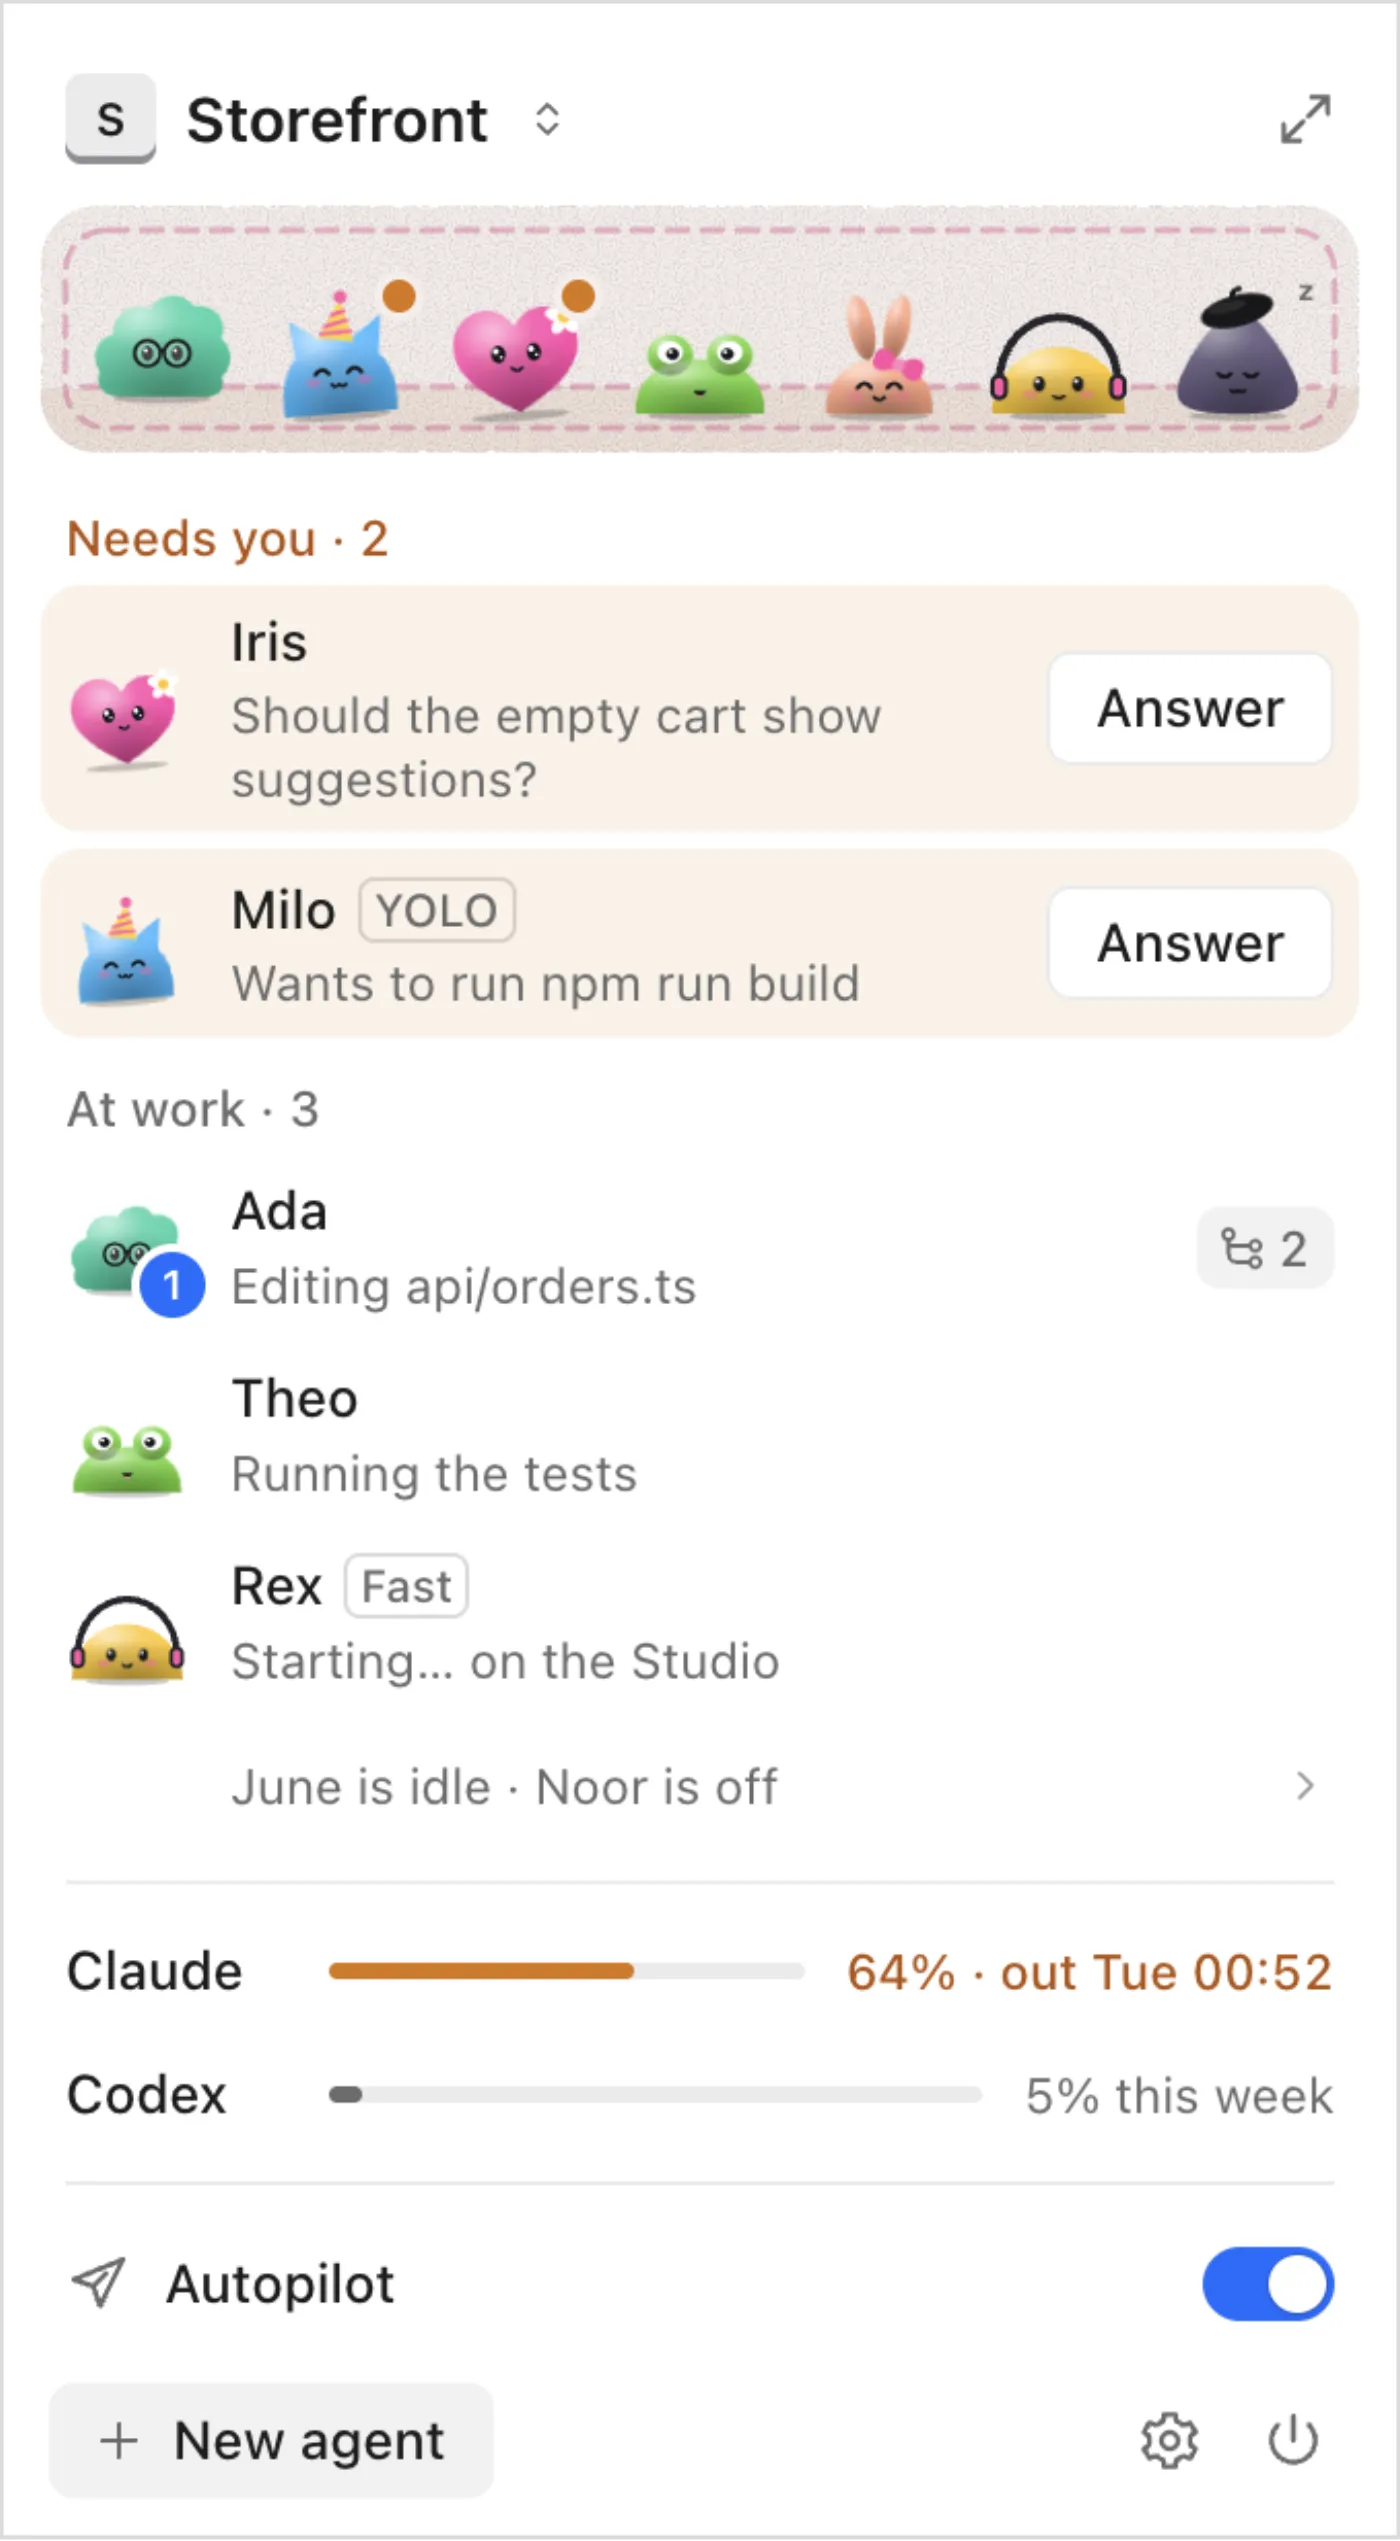 S Storefront
z
Needs you · 2
Iris
Should the empty cart show
suggestions?
Answer
Milo YOLO
Wants to run npm run build
Answer
At work · 3
Ada
1
Editing api/orders.ts
2
Theo
Running the tests
Rex Fast
Starting... on the Studio
June is idle · Noor is off
Claude 64% · out Tue 00:52
Codex 5% this week
Autopilot
New agent